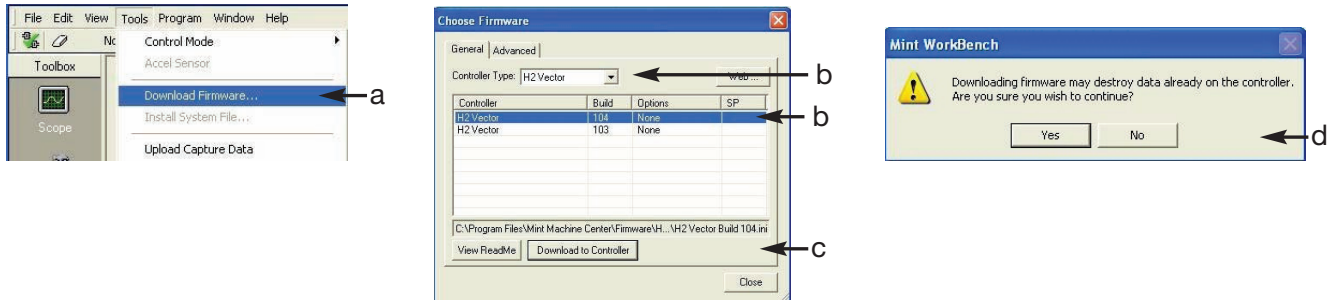 File Edit View Tools Program Window Help
Control Mode
Toolbox
Accel Sensor
Download Firmware...
a
Install System File...
Scope
Upload Capture Data
Choose Firmware
General Advanced
Controller Type: H2 Vector
Web ...
b
Controller Build Options SP
H2 Vector 104 None
b
H2 Vector 103 None
C:\Program Files\Mint Machine Center\Firmware\H...\H2 Vector Build 104.ini
View ReadMe Download to Controller
c
Close
Mint WorkBench
Downloading firmware may destroy data already on the controller.
Are you sure you wish to continue?
Yes No
d